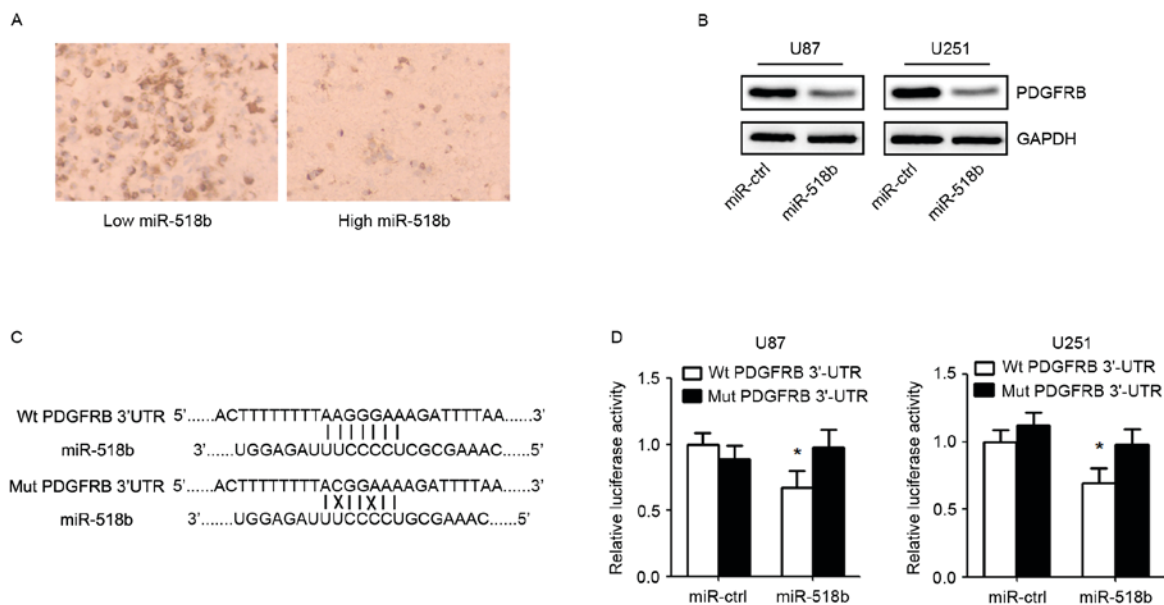 A
Low miR-518b
High miR-518b
B
U87
U251
PDGFRB
GAPDH
miR-ctrl
miR-518b
miR-ctrl
miR-518b
C
Wt PDGFRB 3'UTR 5'......ACTTTTTTTTAAGGGAAAGATTTTAA......3'
miR-518b 3'.......UGGAGAUUUCCCCUCGCGAAAC......5'
Mut PDGFRB 3'UTR 5'......ACTTTTTTTTACGGAAAAGATTTTAA......3'
miR-518b 3'.......UGGAGAUUUCCCCUGCGAAAC......5'
D
U87
Wt PDGFRB 3'-UTR
Mut PDGFRB 3'-UTR
Relative luciferase activity
1.5
1.0
0.5
0.0
*
miR-ctrl
miR-518b
U251
Wt PDGFRB 3'-UTR
Mut PDGFRB 3'-UTR
Relative luciferase activity
1.5
1.0
0.5
0.0
*
miR-ctrl
miR-518b